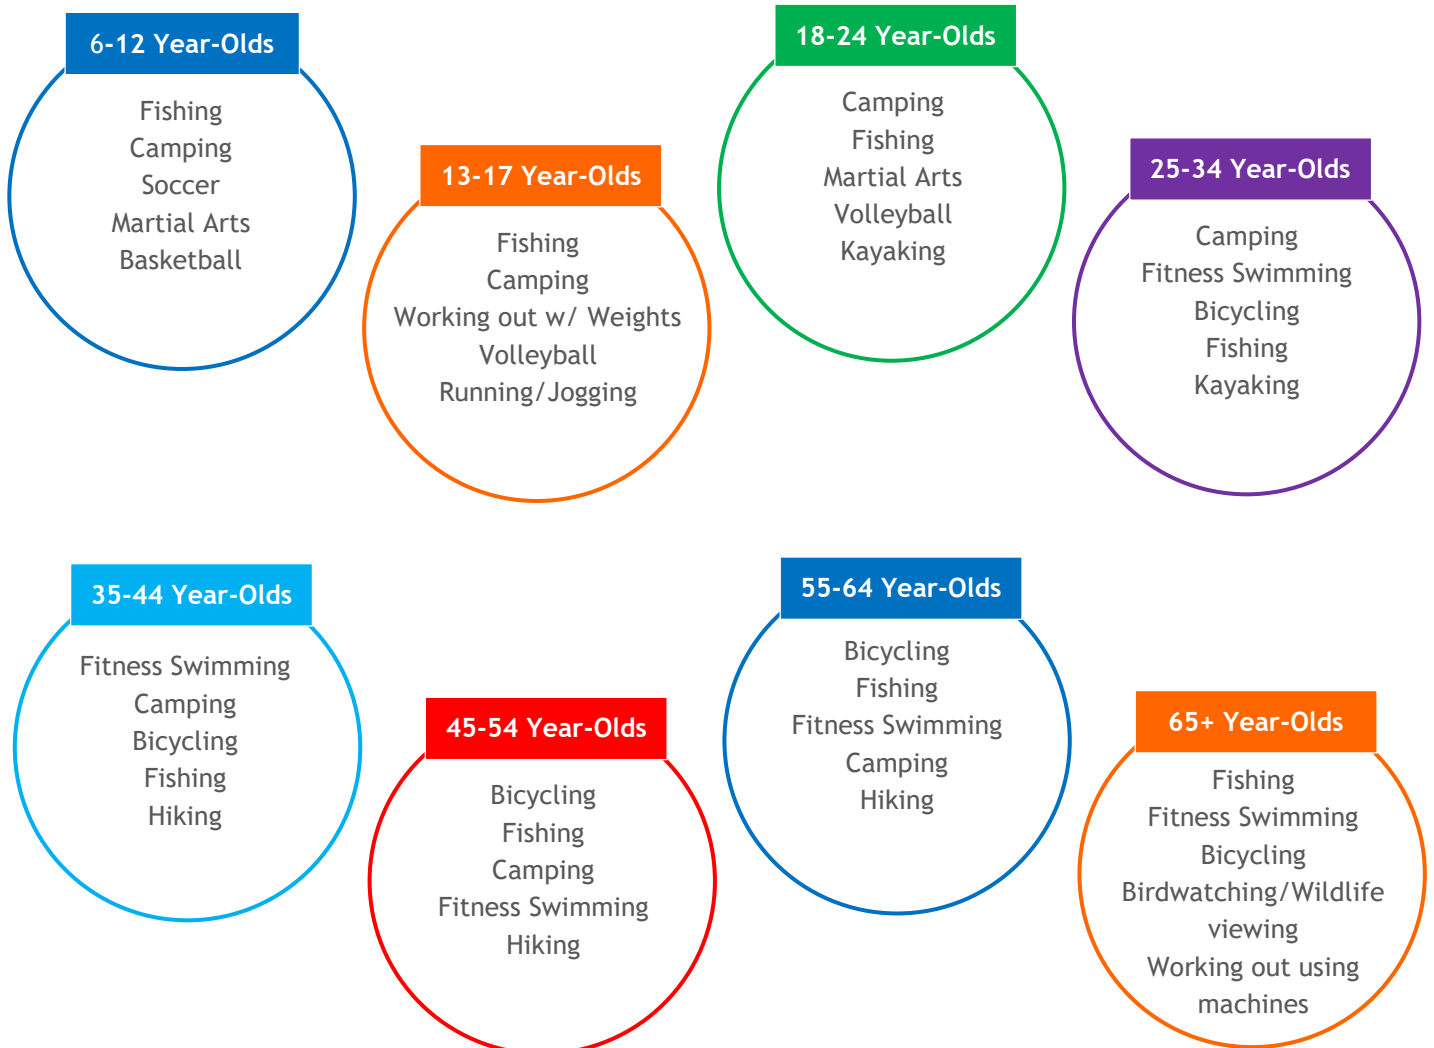 6-12 Year-Olds
Fishing
Camping
Soccer
Martial Arts
Basketball
13-17 Year-Olds
Fishing
Camping
Working out w/ Weights
Volleyball
Running/Jogging
18-24 Year-Olds
Camping
Fishing
Martial Arts
Volleyball
Kayaking
25-34 Year-Olds
Camping
Fitness Swimming
Bicycling
Fishing
Kayaking
35-44 Year-Olds
Fitness Swimming
Camping
Bicycling
Fishing
Hiking
45-54 Year-Olds
Bicycling
Fishing
Camping
Fitness Swimming
Hiking
55-64 Year-Olds
Bicycling
Fishing
Fitness Swimming
Camping
Hiking
65+ Year-Olds
Fishing
Fitness Swimming
Bicycling
Birdwatching/Wildlife
viewing
Working out using
machines